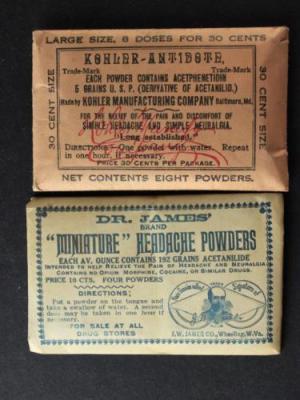 LARGE SIZE, 8 DOSES FOR 30 CENTS
30 CENT SIZE
KOHLER-ANTIDOTE,
Trade-Mark Trade-Mark
EACH POWDER CONTAINS ACETPHENETIDIN
5 GRAINS U. S. P. (DERIVATIVE OF ACETANILID.)
Made by KOHLER MANUFACTURING COMPANY Baltimore, Md.
FOR THE RELIEF OF THE PAIN AND DISCOMFORT OF
SIMPLE HEADACHE AND SIMPLE NEURALGIA.
Directions—One powder with water. Repeat
in one hour, if necessary.
PRICE 30 CENTS PER PACKAGE.
30 CENT SIZE
NET CONTENTS EIGHT POWDERS.
DR. JAMES'
BRAND
"MINIATURE" HEADACHE POWDERS
EACH AV. OUNCE CONTAINS 192 GRAINS ACETANILIDE
INTENDED TO HELP RELIEVE THE PAIN OF HEADACHE AND NEURALGIA
CONTAINS NO OPIUM, MORPHINE, COCAINE, OR SIMILAR DRUGS.
PRICE 10 CTS. FOUR POWDERS
DIRECTIONS;
Put a powder on the tongue and
take a swallow of water. A second
dose may be taken in one hour if
necessary.
FOR SALE AT ALL
DRUG STORES
J.W. JAMES CO., Wheeling, W.Va.